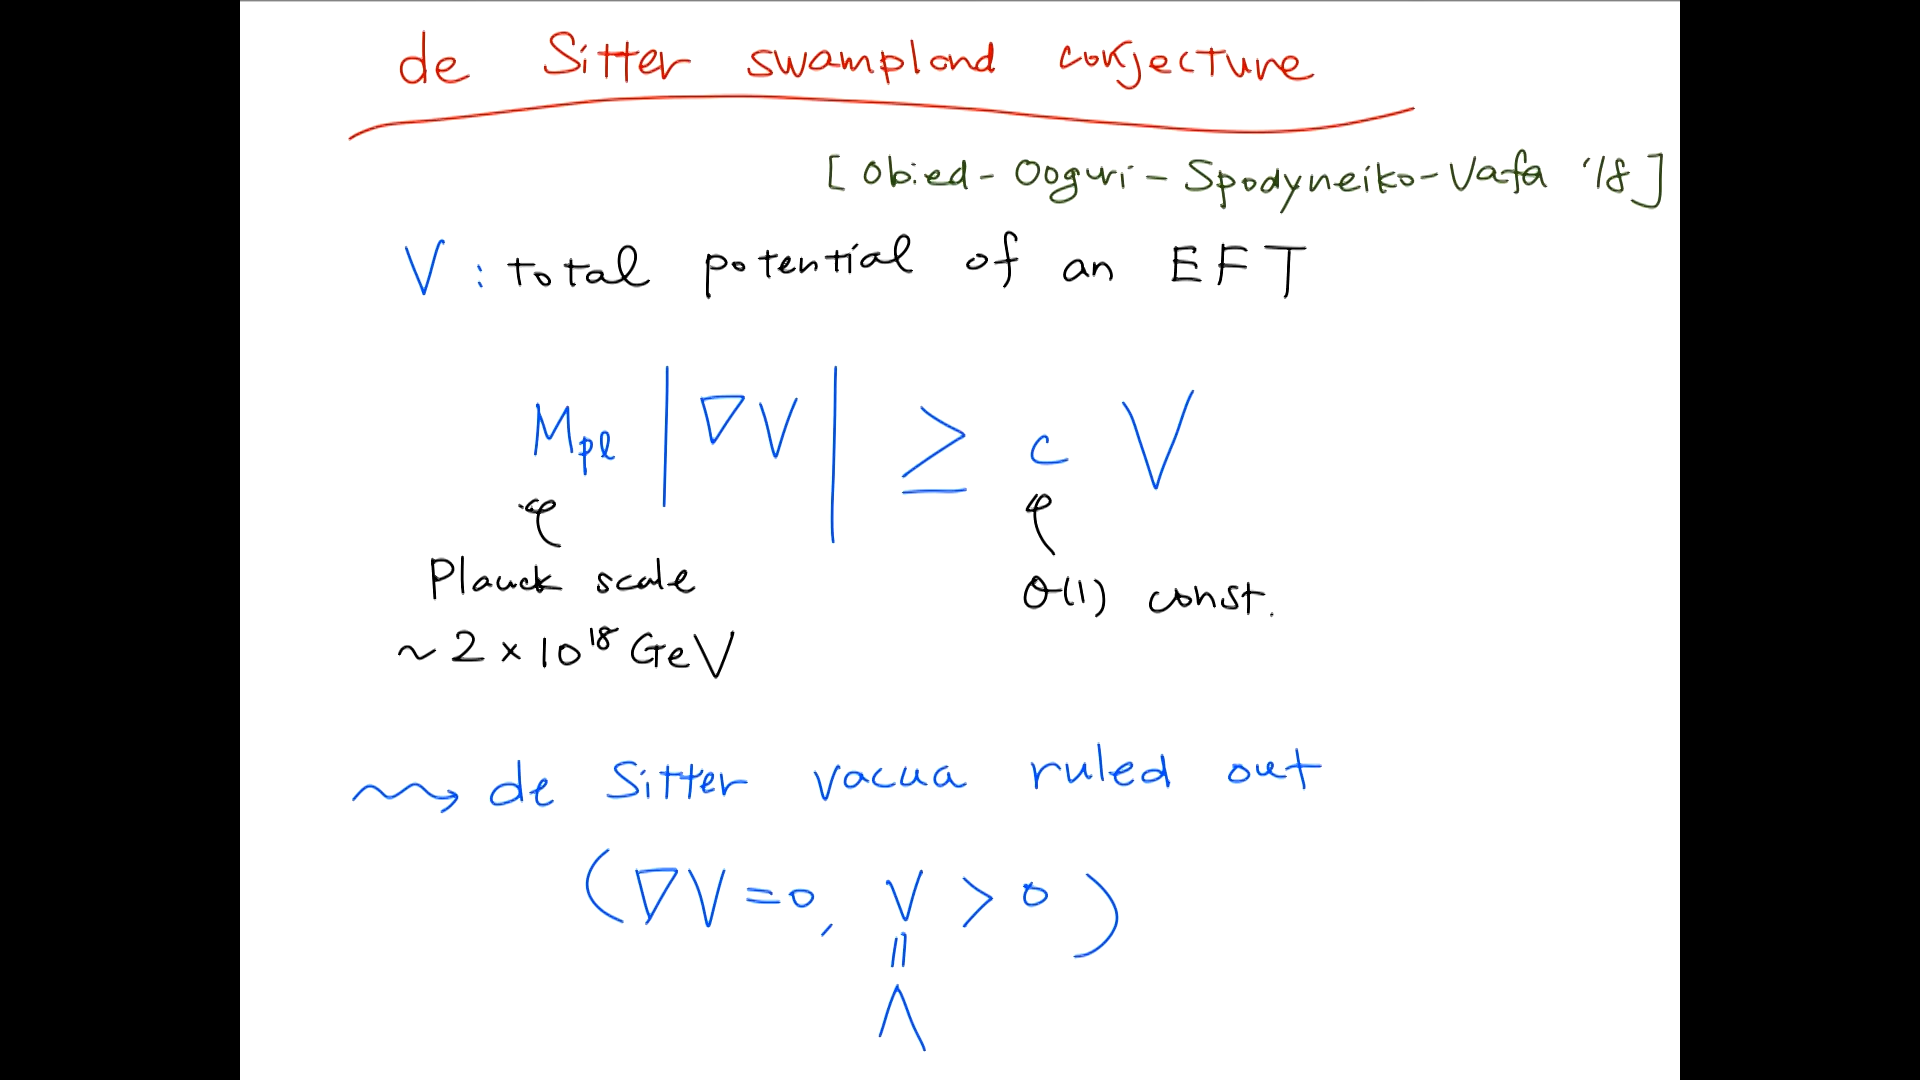 de Sitter swampland conjecture
[Obied-Ooguri-Spodyneiko-Vafa '18]
V : total potential of an EFT
M_pl |∇V| ≥ c V
Planck scale
O(1) const.
~ 2 × 10^18 GeV
⇝ de Sitter vacua ruled out
(∇V = 0, V > 0)
=
Λ